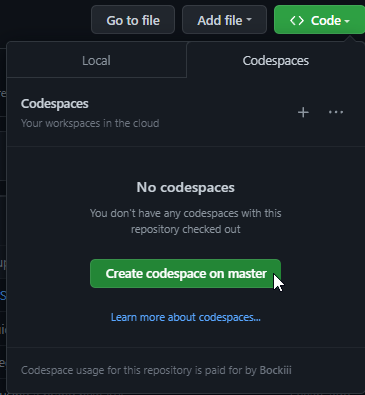 Go to file
Add file
<> Code
Local
Codespaces
Codespaces
Your workspaces in the cloud
No codespaces
You don't have any codespaces with this
repository checked out
Create codespace on master
Learn more about codespaces...
Codespace usage for this repository is paid for by Bockiii